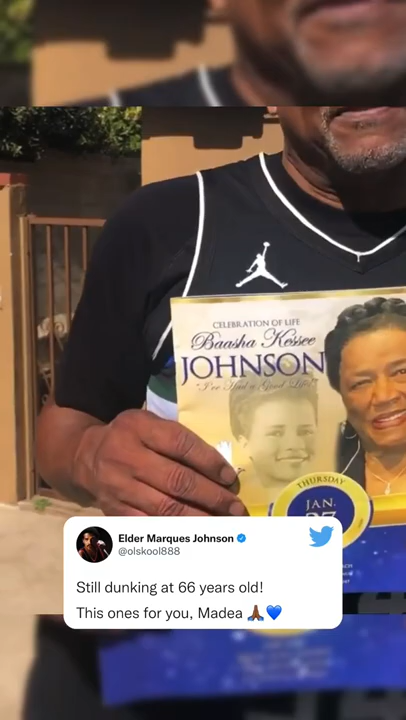 CELEBRATION OF LIFE
Baasha Kessee
JOHNSON
"I've Had a Good Life!"
THURSDAY
JAN.
27
Elder Marques Johnson
@olskool888
Still dunking at 66 years old!
This ones for you, Madea 🙏🏾💙